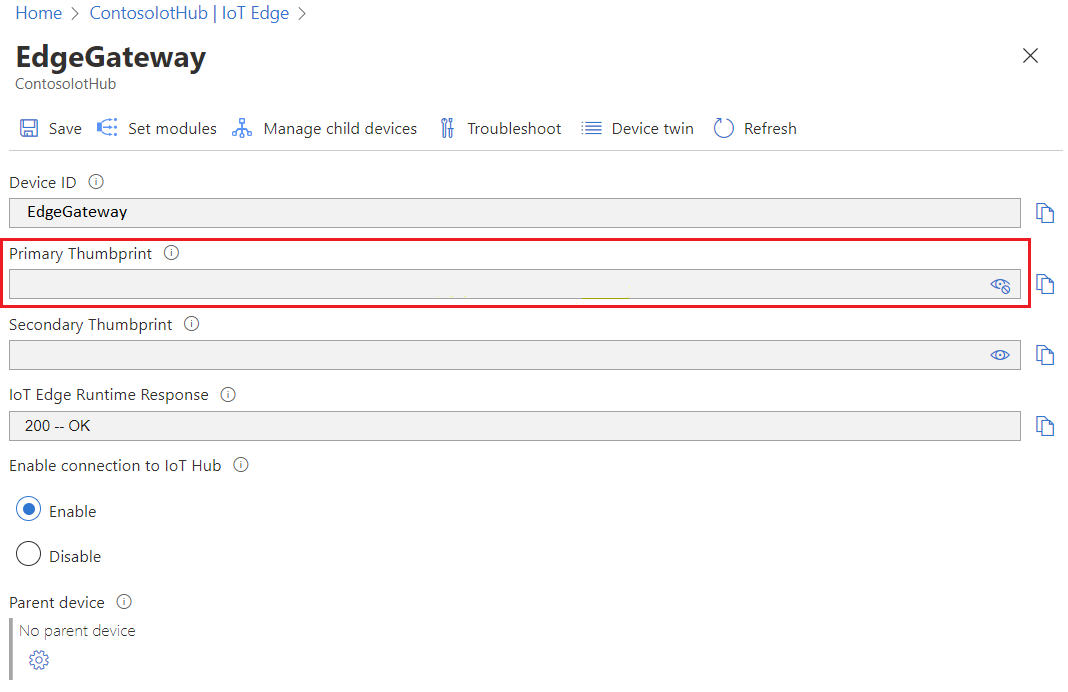 Home > ContosoIotHub | IoT Edge >
EdgeGateway
ContosoIotHub
Save Set modules Manage child devices Troubleshoot Device twin Refresh
Device ID
EdgeGateway
Primary Thumbprint
Secondary Thumbprint
IoT Edge Runtime Response
200 -- OK
Enable connection to IoT Hub
Enable
Disable
Parent device
No parent device